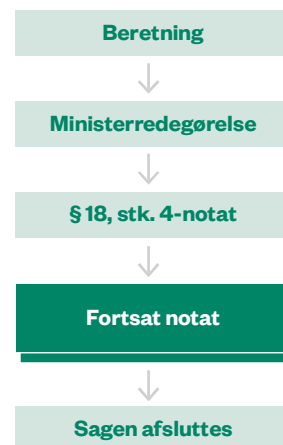 Beretning
Ministerredegørelse
§ 18, stk. 4-notat
Fortsat notat
Sagen afsluttes